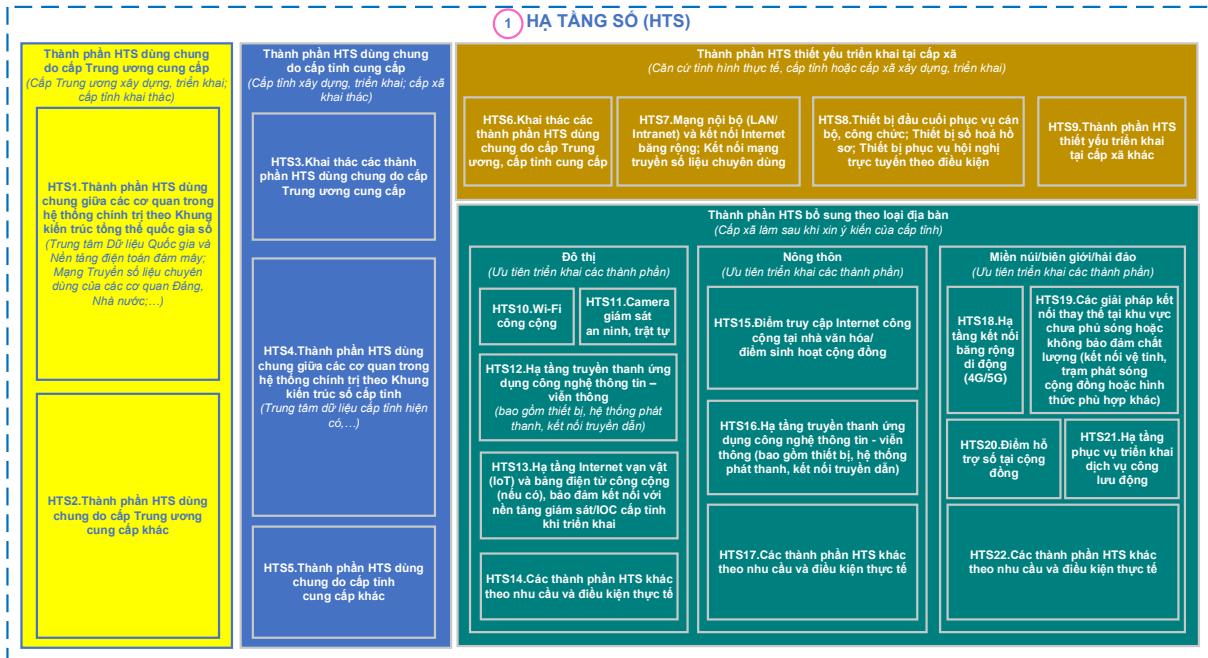 1 HẠ TẦNG SỐ (HTS)
Thành phần HTS dùng chung
do cấp Trung ương cung cấp
(Cấp Trung ương xây dựng, triển khai;
cấp tỉnh khai thác)
HTS1.Thành phần HTS dùng
chung giữa các cơ quan trong
hệ thống chính trị theo Khung
kiến trúc tổng thể quốc gia số
(Trung tâm Dữ liệu Quốc gia và
Nền tảng điện toán đám mây;
Mạng Truyền số liệu chuyên
dùng của các cơ quan Đảng,
Nhà nước;…)
HTS2.Thành phần HTS dùng
chung do cấp Trung ương
cung cấp khác
Thành phần HTS dùng chung
do cấp tỉnh cung cấp
(Cấp tỉnh xây dựng, triển khai; cấp xã
khai thác)
HTS3.Khai thác các thành
phần HTS dùng chung do cấp
Trung ương cung cấp
HTS4.Thành phần HTS dùng
chung giữa các cơ quan trong
hệ thống chính trị theo Khung
kiến trúc số cấp tỉnh
(Trung tâm dữ liệu cấp tỉnh hiện
có,…)
HTS5.Thành phần HTS dùng
chung do cấp tỉnh
cung cấp khác
Thành phần HTS thiết yếu triển khai tại cấp xã
(Căn cứ tình hình thực tế, cấp tỉnh hoặc cấp xã xây dựng, triển khai)
HTS6.Khai thác các
thành phần HTS dùng
chung do cấp Trung
ương, cấp tỉnh cung cấp
HTS7.Mạng nội bộ (LAN/
Intranet) và kết nối Internet
băng rộng; Kết nối mạng
truyền số liệu chuyên dùng
HTS8.Thiết bị đầu cuối phục vụ cán
bộ, công chức; Thiết bị số hoá hồ
sơ; Thiết bị phục vụ hội nghị
trực tuyến theo điều kiện
HTS9.Thành phần HTS
thiết yếu triển khai
tại cấp xã khác
Thành phần HTS bổ sung theo loại địa bàn
(Cấp xã làm sau khi xin ý kiến của cấp tỉnh)
Đô thị
(Ưu tiên triển khai các thành phần)
HTS10.Wi-Fi
công cộng
HTS11.Camera
giám sát
an ninh, trật tự
HTS12.Hạ tầng truyền thanh ứng
dụng công nghệ thông tin –
viễn thông
(bao gồm thiết bị, hệ thống phát
thanh, kết nối truyền dẫn)
HTS13.Hạ tầng Internet vạn vật
(IoT) và bảng điện tử công cộng
(nếu có), bảo đảm kết nối với
nền tảng giám sát/IOC cấp tỉnh
khi triển khai
HTS14.Các thành phần HTS khác
theo nhu cầu và điều kiện thực tế
Nông thôn
(Ưu tiên triển khai các thành phần)
HTS15.Điểm truy cập Internet công
cộng tại nhà văn hóa/
điểm sinh hoạt cộng đồng
HTS16.Hạ tầng truyền thanh ứng
dụng công nghệ thông tin - viễn
thông (bao gồm thiết bị, hệ thống
phát thanh, kết nối truyền dẫn)
HTS17.Các thành phần HTS khác
theo nhu cầu và điều kiện thực tế
Miền núi/biên giới/hải đảo
(Ưu tiên triển khai các thành phần)
HTS18.Hạ
tầng kết nối
băng rộng
di động
(4G/5G)
HTS19.Các giải pháp kết
nối thay thế tại khu vực
chưa phủ sóng hoặc
không bảo đảm chất
lượng (kết nối vệ tinh,
trạm phát sóng
cộng đồng hoặc hình
thức phù hợp khác)
HTS20.Điểm hỗ
trợ số tại cộng
đồng
HTS21.Hạ tầng
phục vụ triển khai
dịch vụ công
lưu động
HTS22.Các thành phần HTS khác
theo nhu cầu và điều kiện thực tế